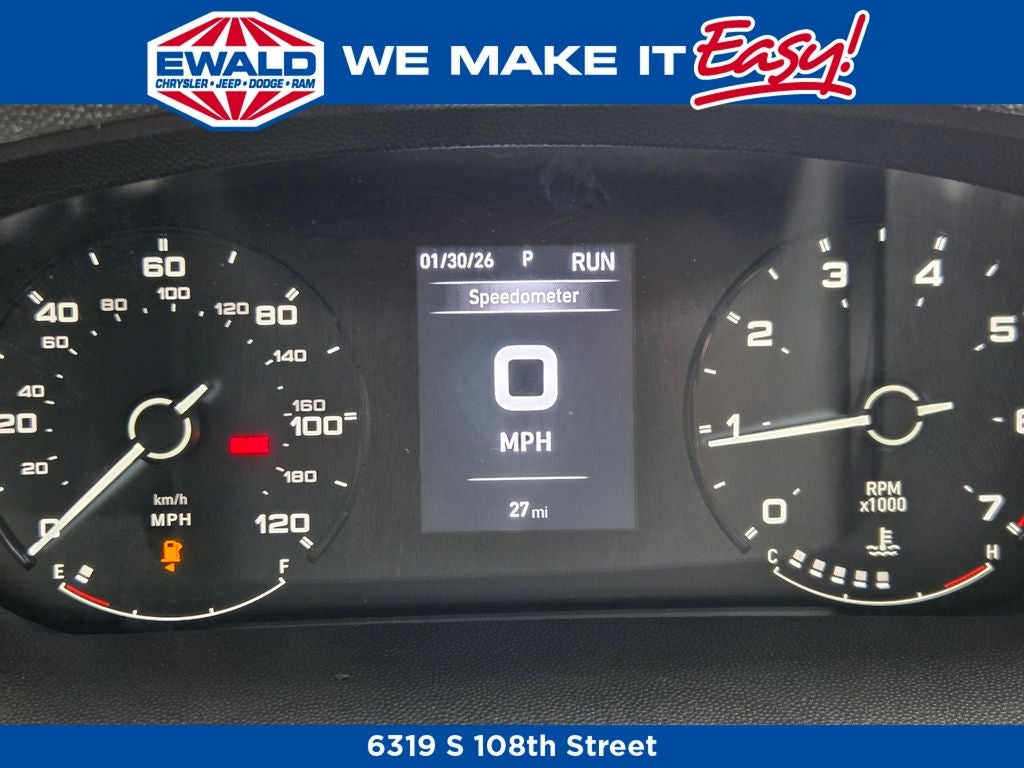 EWALD
CHRYSLER • JEEP • DODGE • RAM
WE MAKE IT Easy!
01/30/26 P RUN
Speedometer
0
MPH
27 mi
0 20 40 60 80 100 120
20 40 60 80 100 120 140 160 180
km/h
MPH
E F
0 1 2 3 4 5 6 7
RPM
x1000
C H
6319 S 108th Street